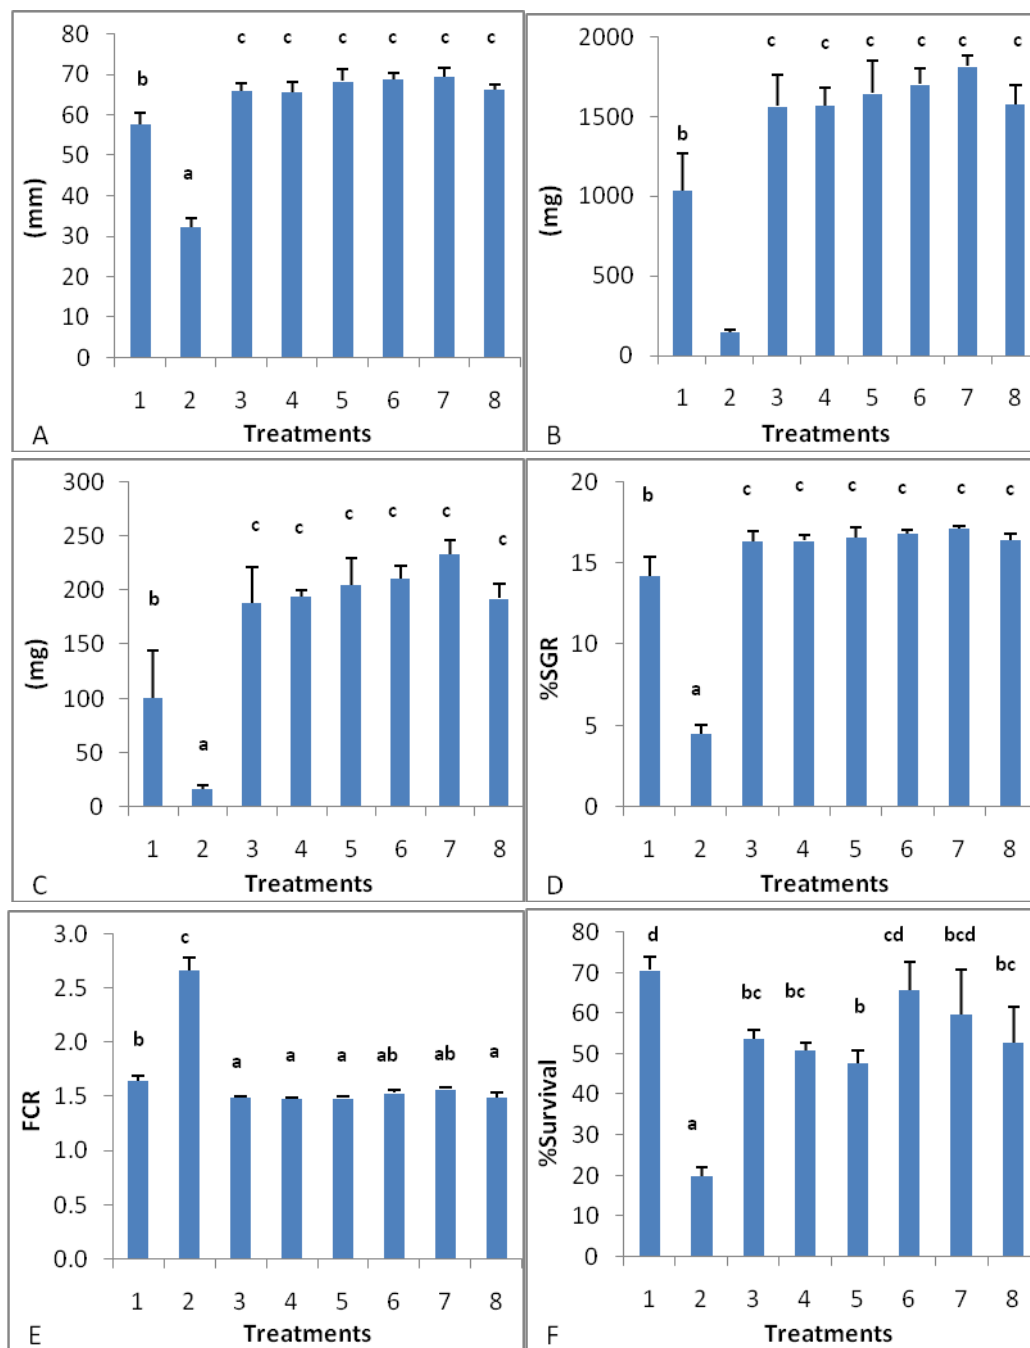 80
70
60
50
40
30
20
10
0
(mm)
b a c c c c c c
1 2 3 4 5 6 7 8
Treatments
A
2000
1500
1000
500
0
(mg)
b c c c c c c
1 2 3 4 5 6 7 8
Treatments
B
300
250
200
150
100
50
0
(mg)
b a c c c c c c
1 2 3 4 5 6 7 8
Treatments
C
20
15
10
5
0
%SGR
b a c c c c c c
1 2 3 4 5 6 7 8
Treatments
D
3.0
2.5
2.0
1.5
1.0
0.5
0.0
FCR
b c a a a ab ab a
1 2 3 4 5 6 7 8
Treatments
E
80
70
60
50
40
30
20
10
0
%Survival
d a bc bc b cd bcd bc
1 2 3 4 5 6 7 8
Treatments
F